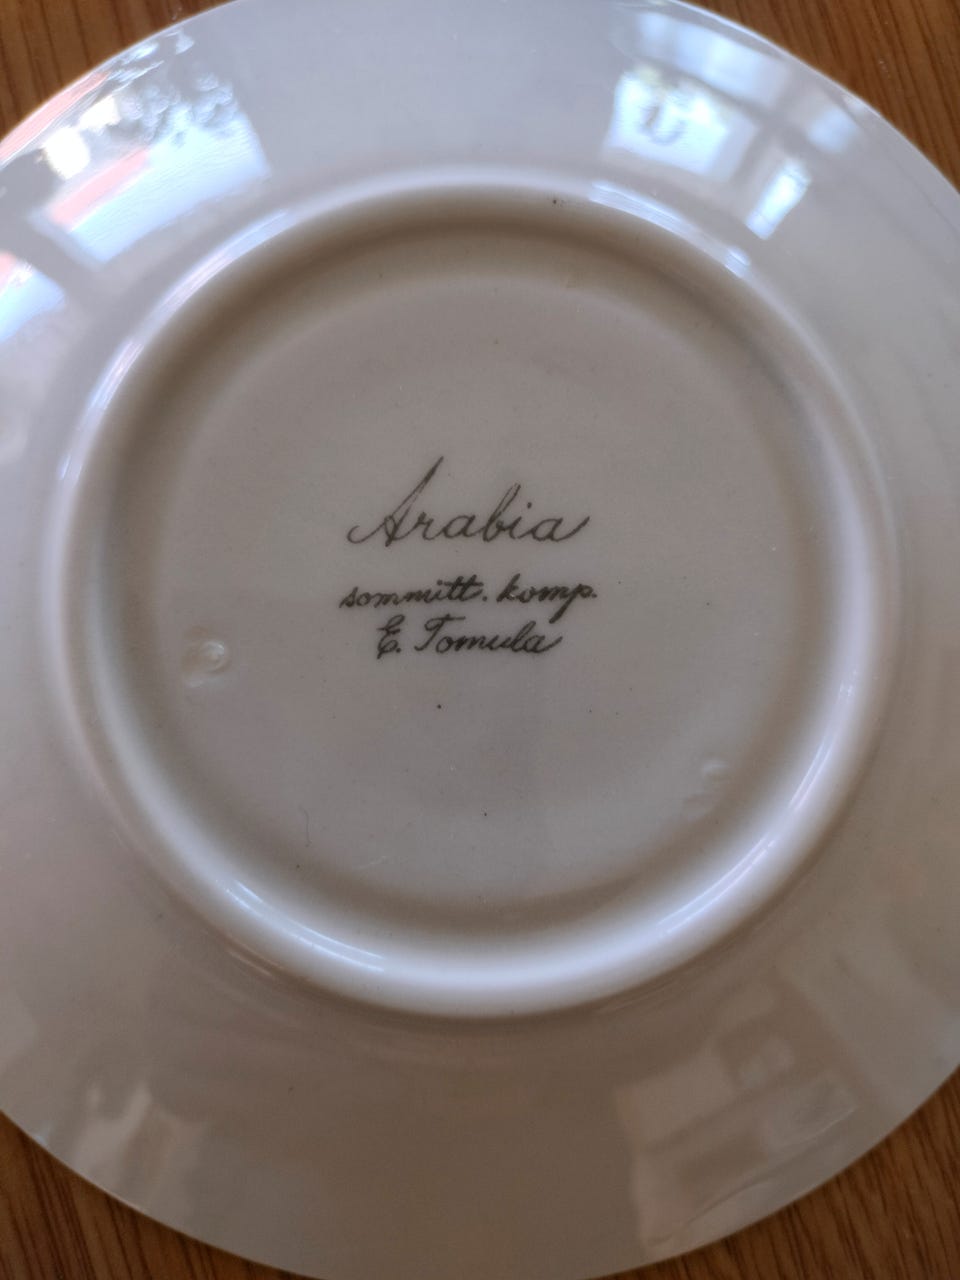 Arabia
sommitt. komp.
E. Tomula